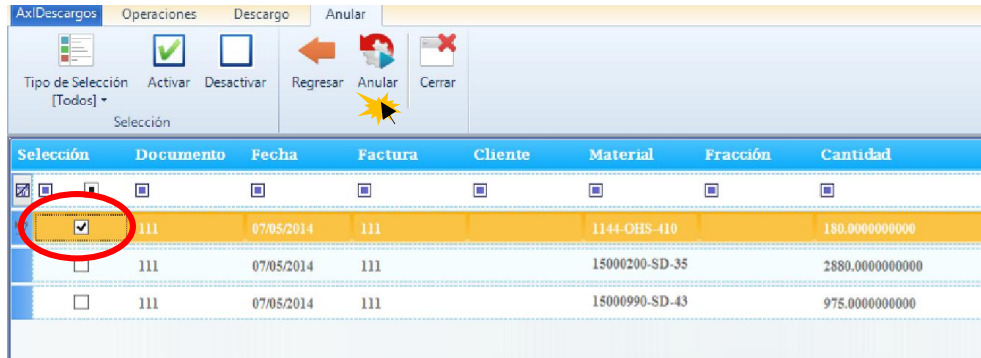 AxlDescargos Operaciones Descargo Anular
Tipo de Selección Activar Desactivar Regresar Anular Cerrar
[Todos]
Selección
Selección Documento Fecha Factura Cliente Material Fracción Cantidad
111 07/05/2014 111 1144-OHS-410 180.0000000000
111 07/05/2014 111 15000200-SD-35 2880.0000000000
111 07/05/2014 111 15000990-SD-43 975.0000000000